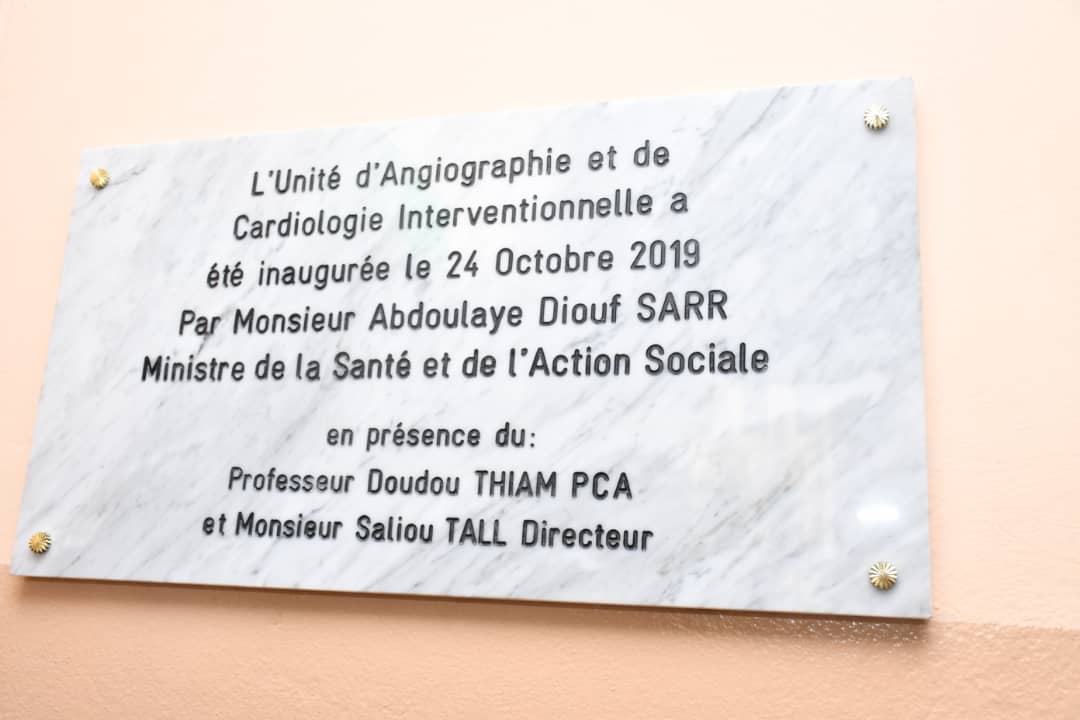 L'Unité d'Angiographie et de
Cardiologie Interventionnelle a
été inaugurée le 24 Octobre 2019
Par Monsieur Abdoulaye Diouf SARR
Ministre de la Santé et de l'Action Sociale
en présence du:
Professeur Doudou THIAM PCA
et Monsieur Saliou TALL Directeur